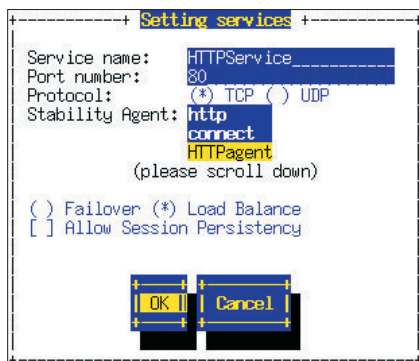 Setting services
Service name: HTTPService____________
Port number: 80
Protocol: (*) TCP ( ) UDP
Stability Agent: http
connect
HTTPagent
(please scroll down)
( ) Failover (*) Load Balance
[ ] Allow Session Persistency
OK
Cancel